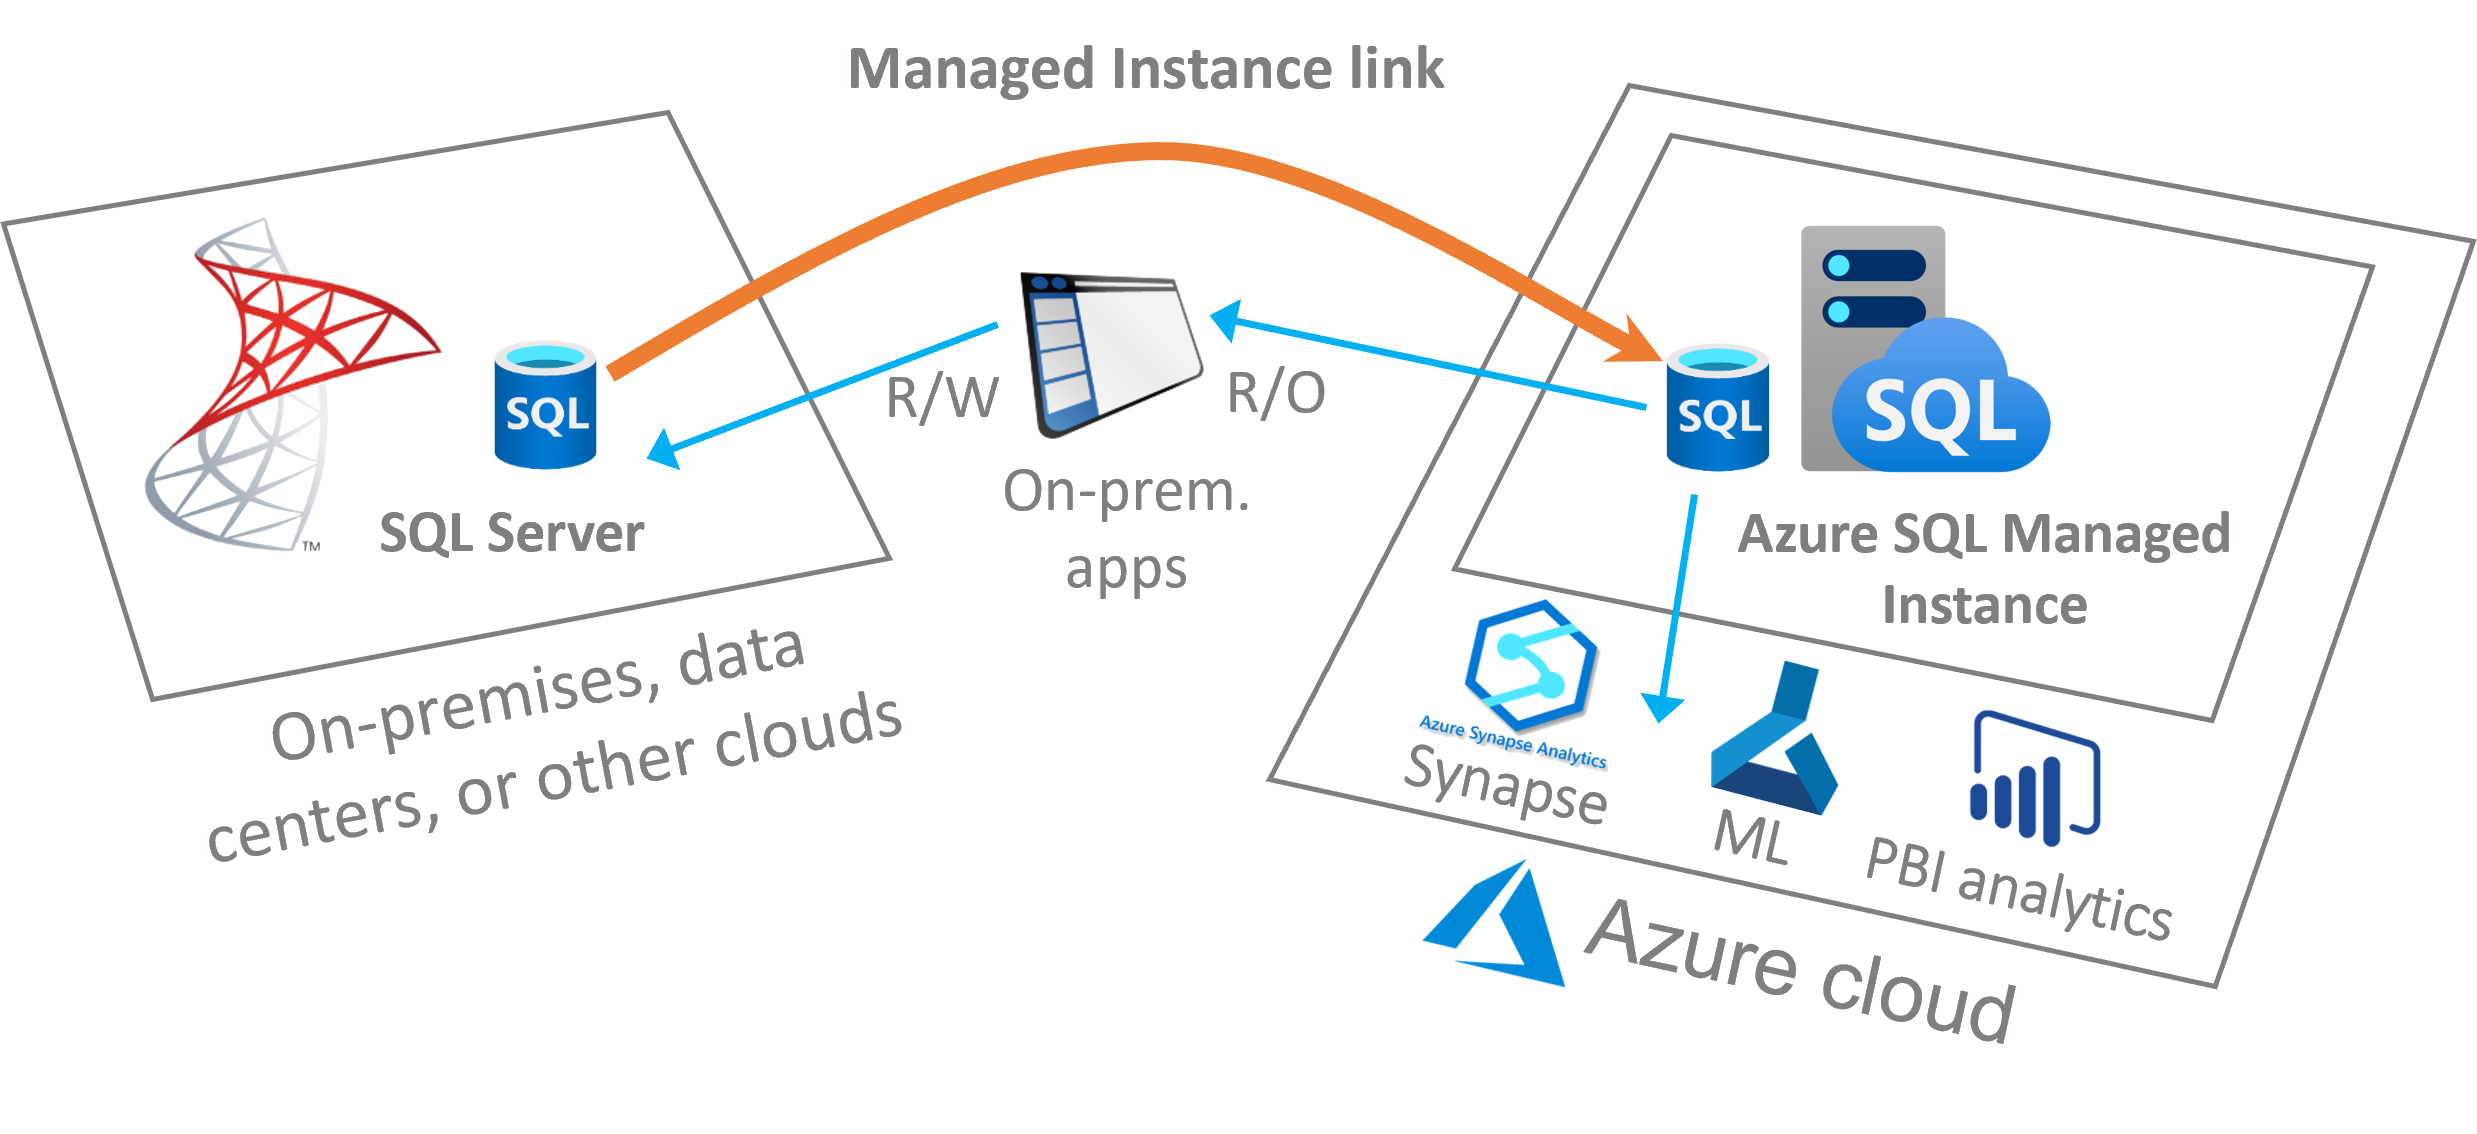 Managed Instance link
SQL
™
SQL Server
On-premises, data
centers, or other clouds
R/W
R/O
On-prem.
apps
SQL
SQL
Azure SQL Managed
Instance
Azure Synapse Analytics
Synapse
ML
PBI analytics
Azure cloud